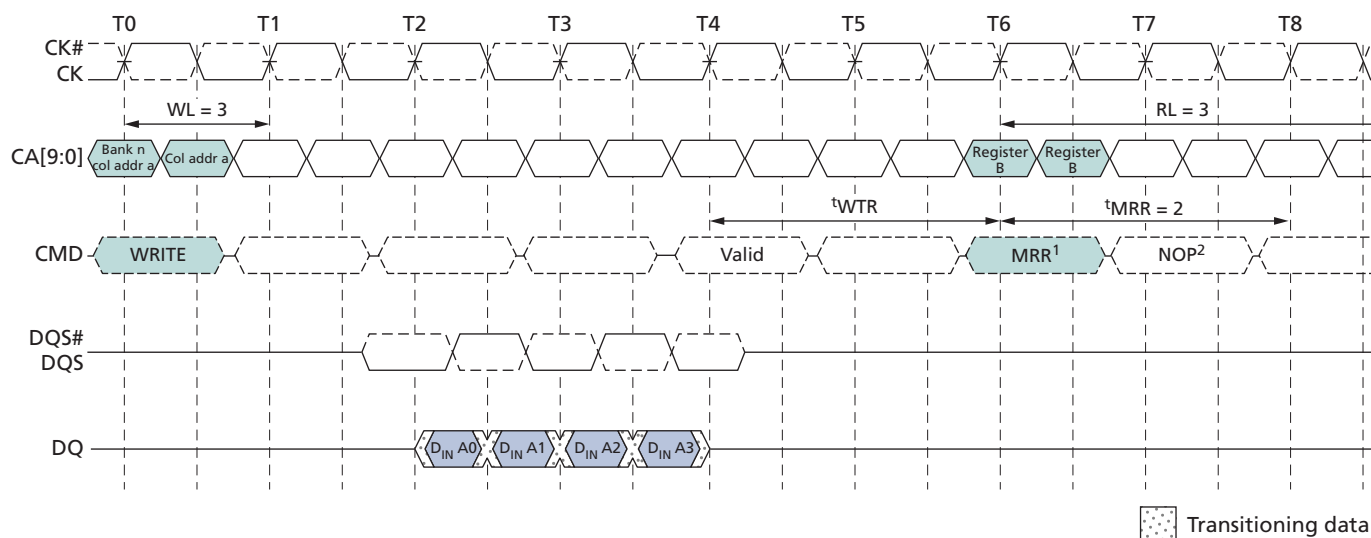 T0 T1 T2 T3 T4 T5 T6 T7 T8
CK#
CK
WL = 3 RL = 3
CA[9:0] Bank n col addr a Col addr a Register B Register B
tWTR tMRR = 2
CMD WRITE Valid MRR1 NOP2
DQS#
DQS
DQ DIN A0 DIN A1 DIN A2 DIN A3
Transitioning data